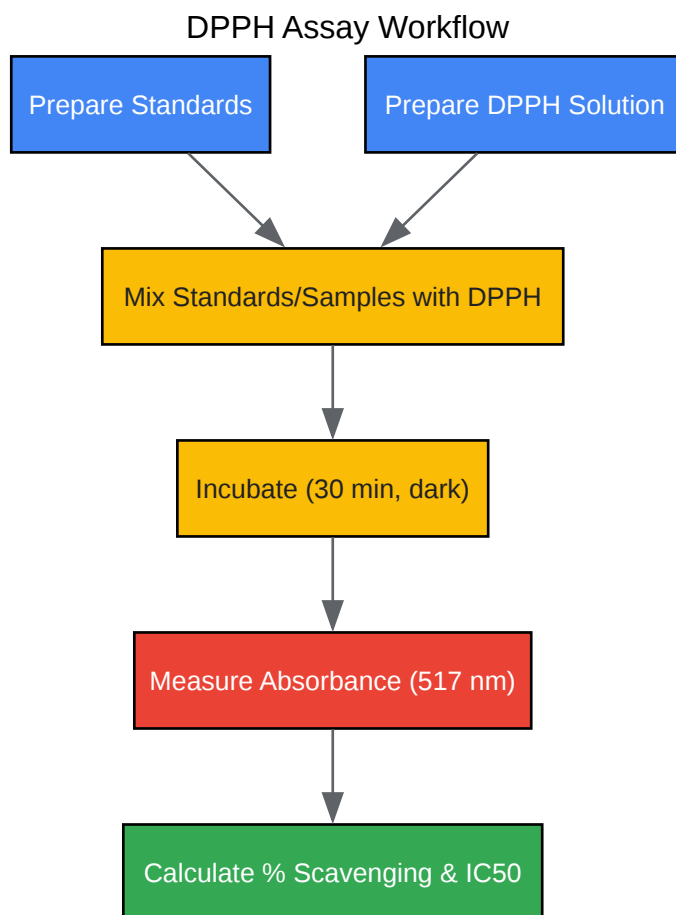 DPPH Assay Workflow
Prepare Standards
Prepare DPPH Solution
Mix Standards/Samples with DPPH
Incubate (30 min, dark)
Measure Absorbance (517 nm)
Calculate % Scavenging & IC50